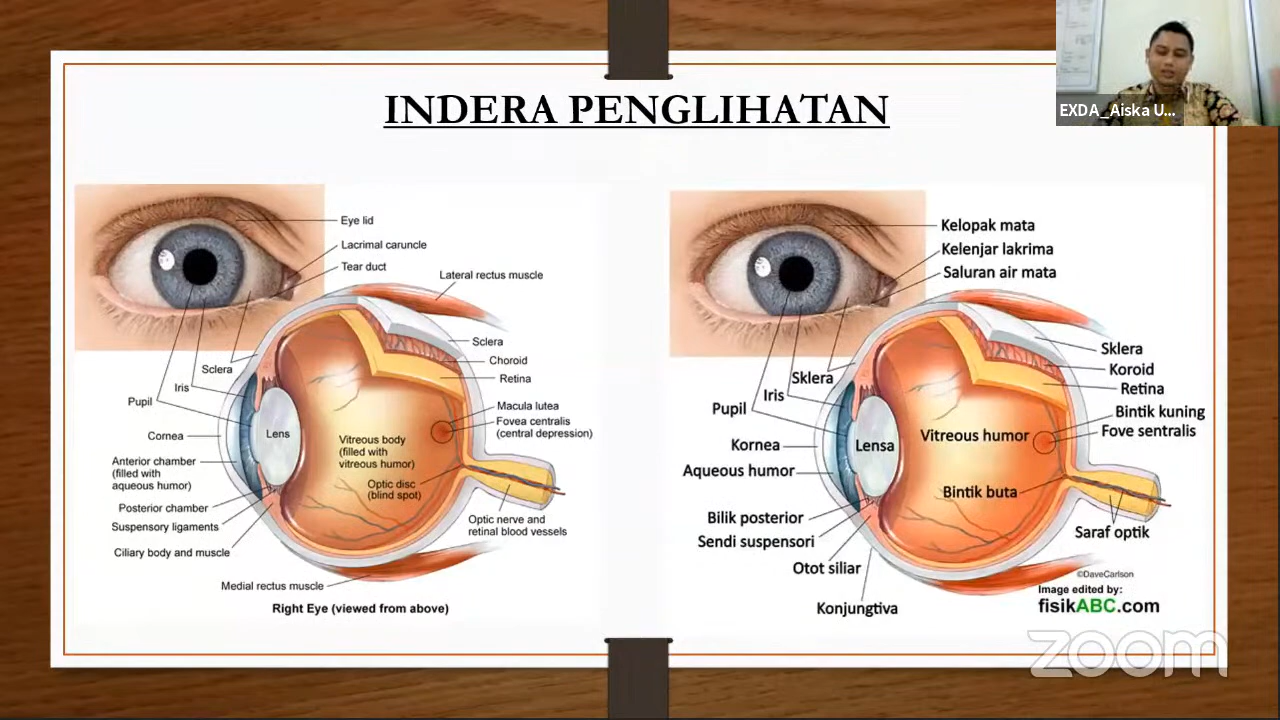 INDERA PENGLIHATAN
EXDA_Aiska U...
Eye lid
Lacrimal caruncle
Tear duct
Lateral rectus muscle
Sclera
Choroid
Retina
Macula lutea
Fovea centralis
(central depression)
Sclera
Iris
Pupil
Cornea
Lens
Vitreous body
(filled with
vitreous humor)
Optic disc
(blind spot)
Anterior chamber
(filled with
aqueous humor)
Posterior chamber
Suspensory ligaments
Ciliary body and muscle
Optic nerve and
retinal blood vessels
Medial rectus muscle
Right Eye (viewed from above)
Kelopak mata
Kelenjar lakrima
Saluran air mata
Sklera
Koroid
Retina
Bintik kuning
Fove sentralis
Sklera
Iris
Pupil
Kornea
Lensa
Vitreous humor
Aqueous humor
Bintik buta
Bilik posterior
Sendi suspensori
Saraf optik
Otot siliar
Konjungtiva
©DaveCarlson
Image edited by:
fisikABC.com
zoom